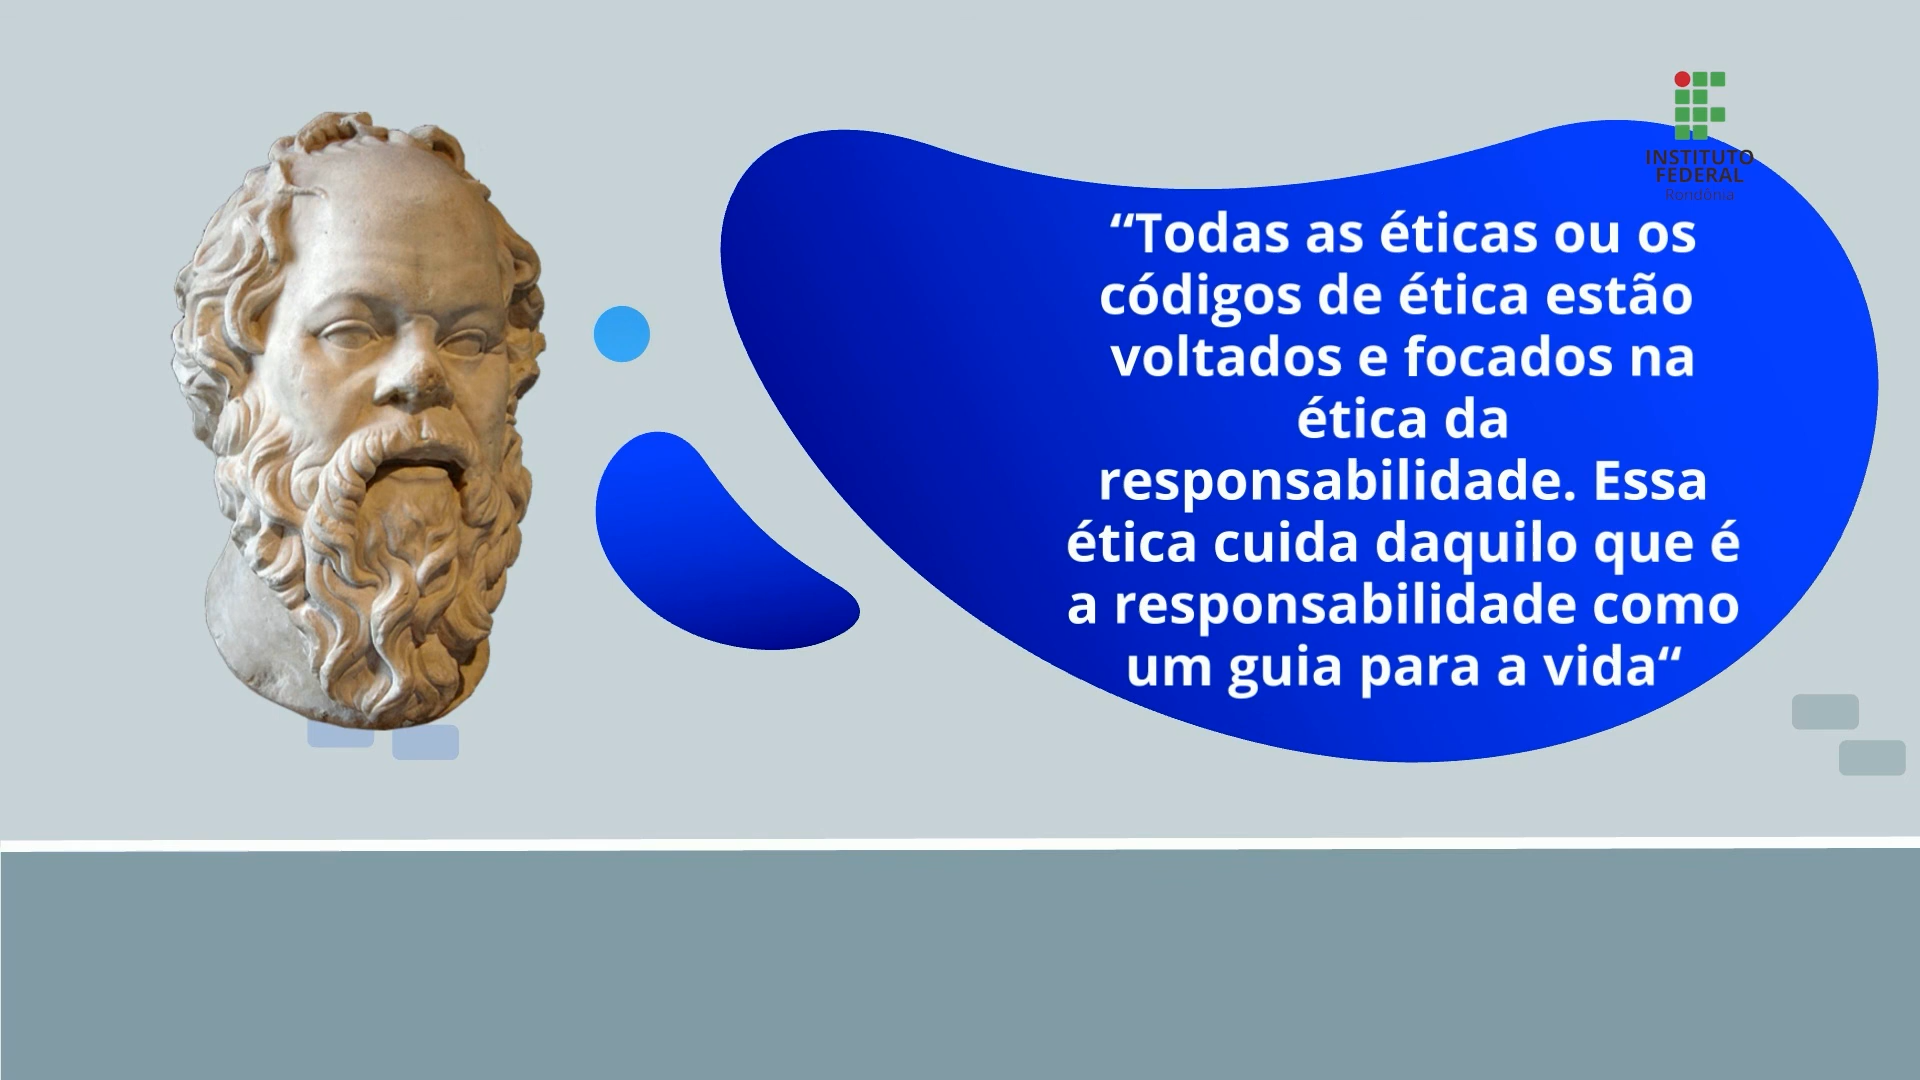 INSTITUTO
FEDERAL
Rondônia
“Todas as éticas ou os
códigos de ética estão
voltados e focados na
ética da
responsabilidade. Essa
ética cuida daquilo que é
a responsabilidade como
um guia para a vida“